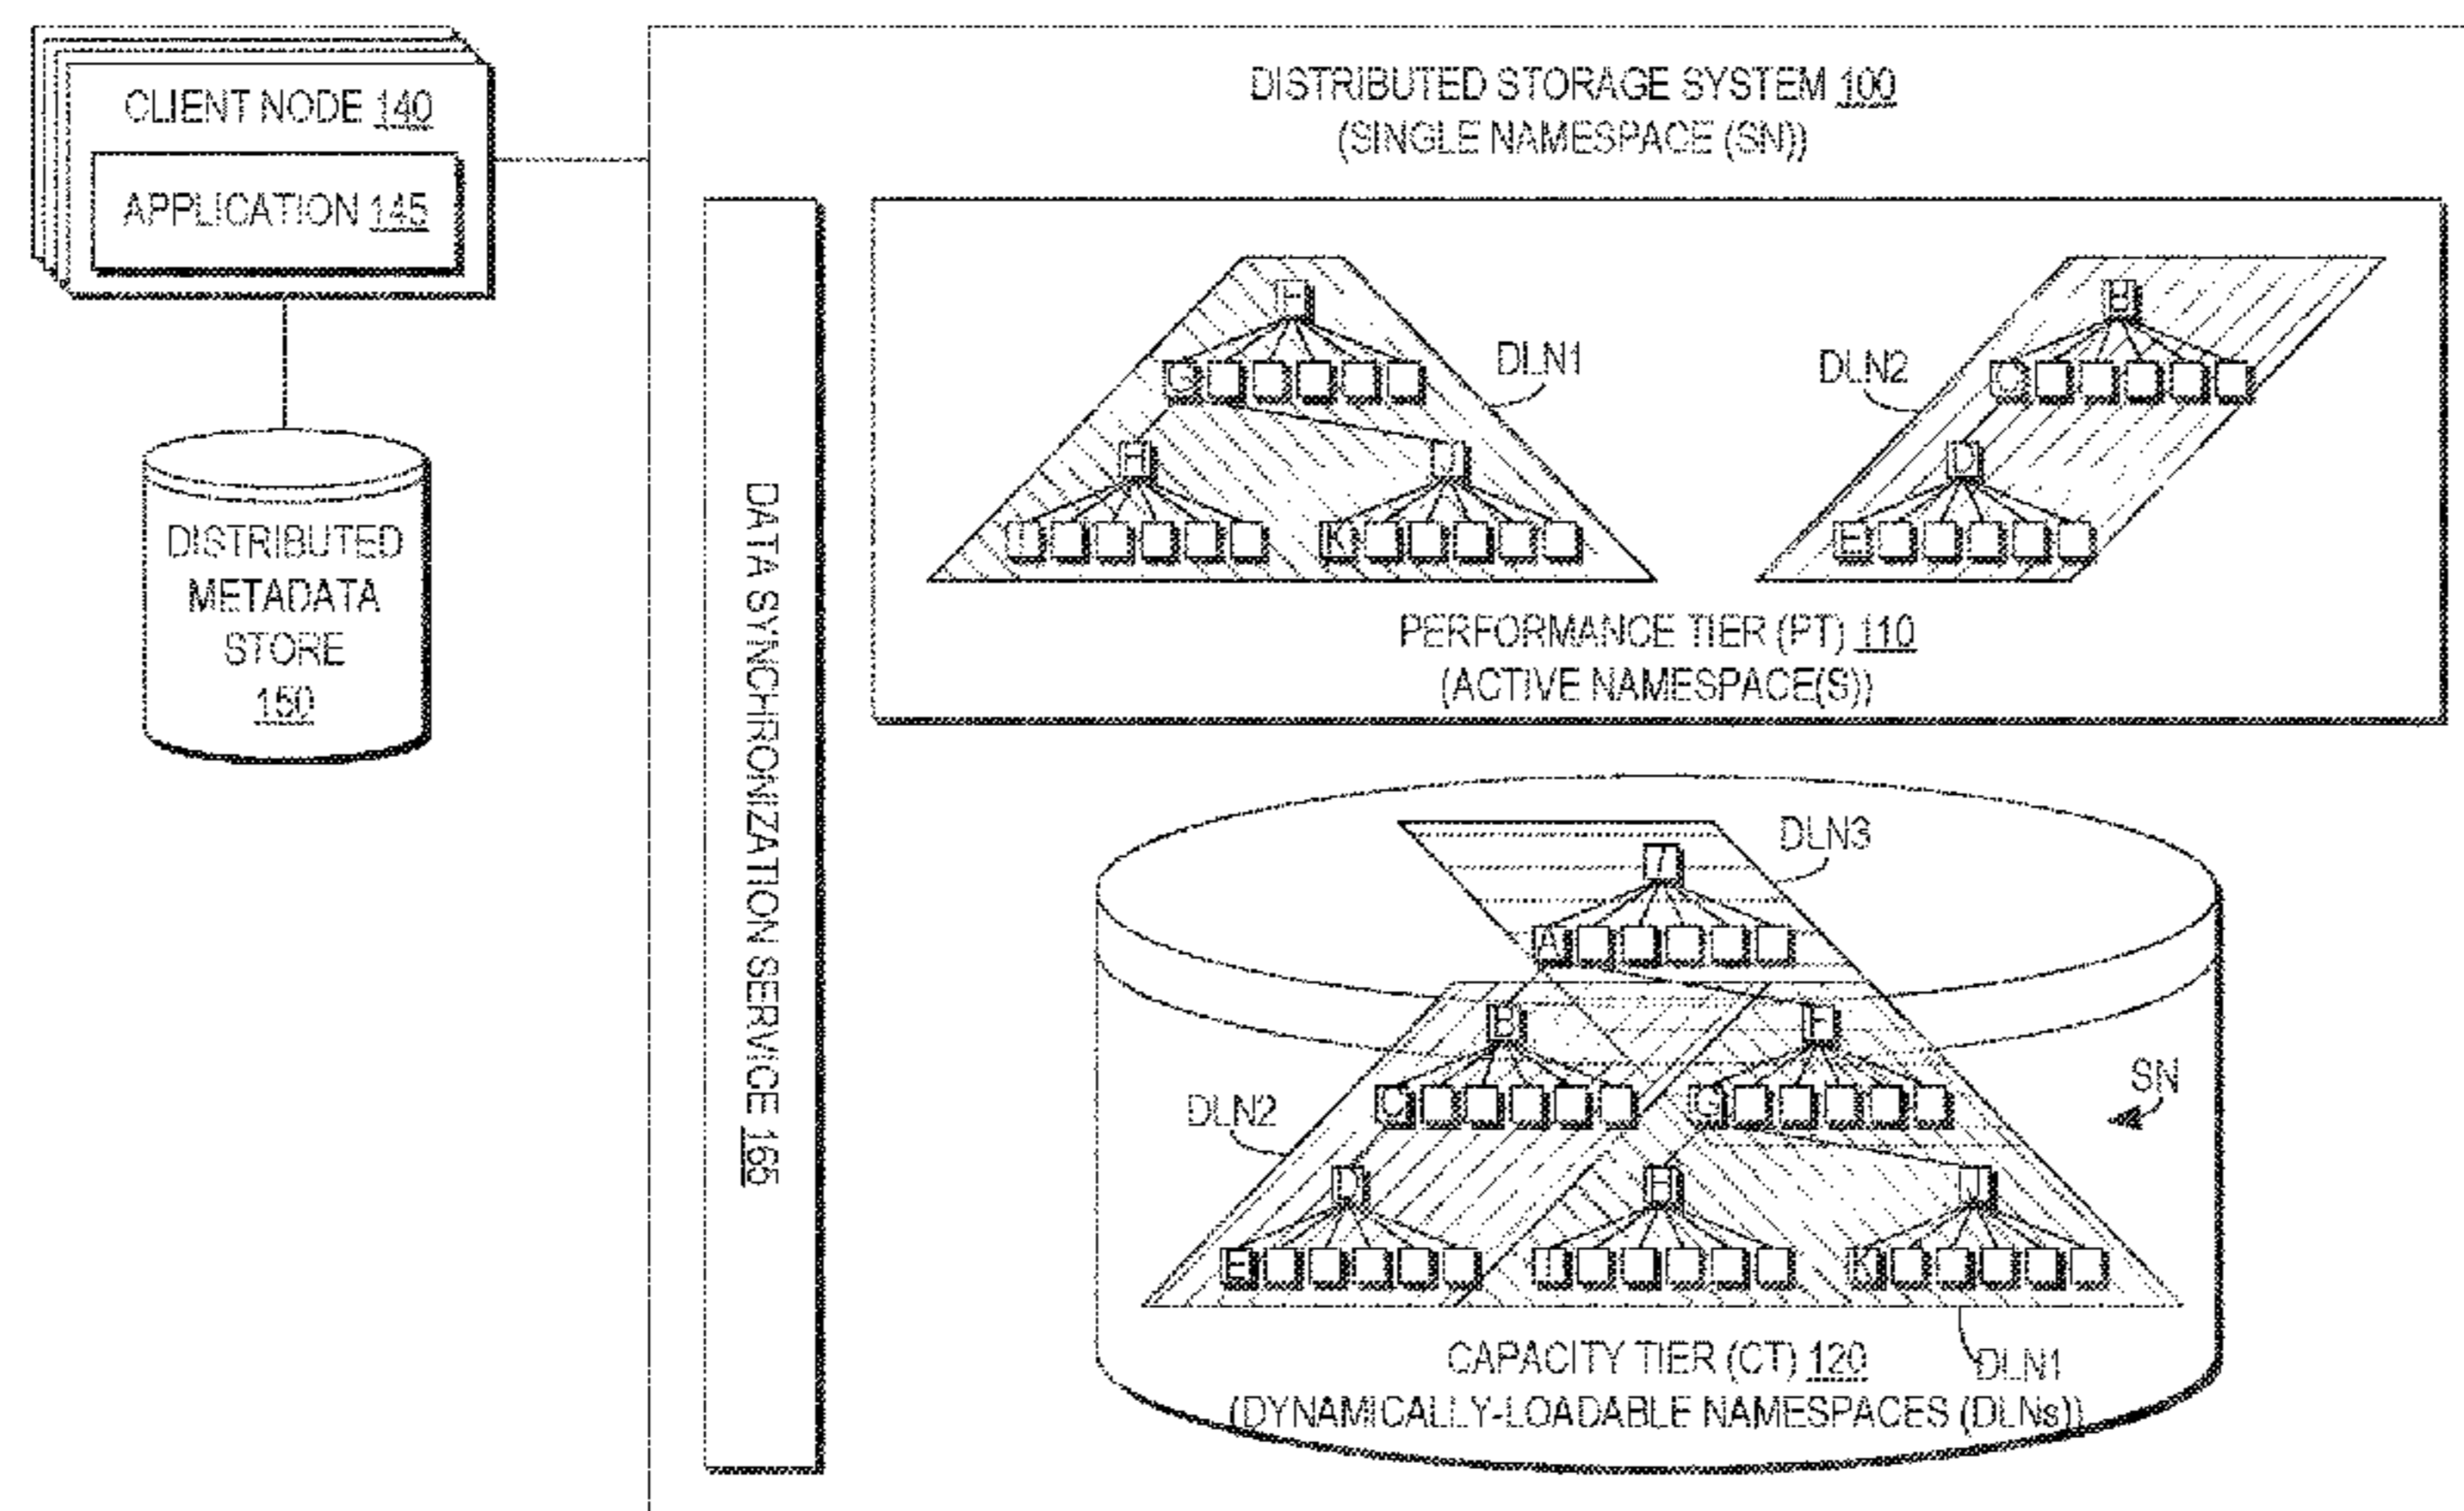 CLIENT NODE 140
APPLICATION 145
DISTRIBUTED
METADATA
STORE
150
DISTRIBUTED STORAGE SYSTEM 100
(SINGLE NAMESPACE (SN))
DATA SYNCHRONIZATION SERVICE 165
F
G
H
J
I
K
DLN1
DLN2
B
C
D
E
PERFORMANCE TIER (PT) 110
(ACTIVE NAMESPACE(S))
DLN3
/
A
B
F
C
G
DLN2
SN
D
H
J
E
I
K
CAPACITY TIER (CT) 120
DLN1
(DYNAMICALLY-LOADABLE NAMESPACES (DLNs))